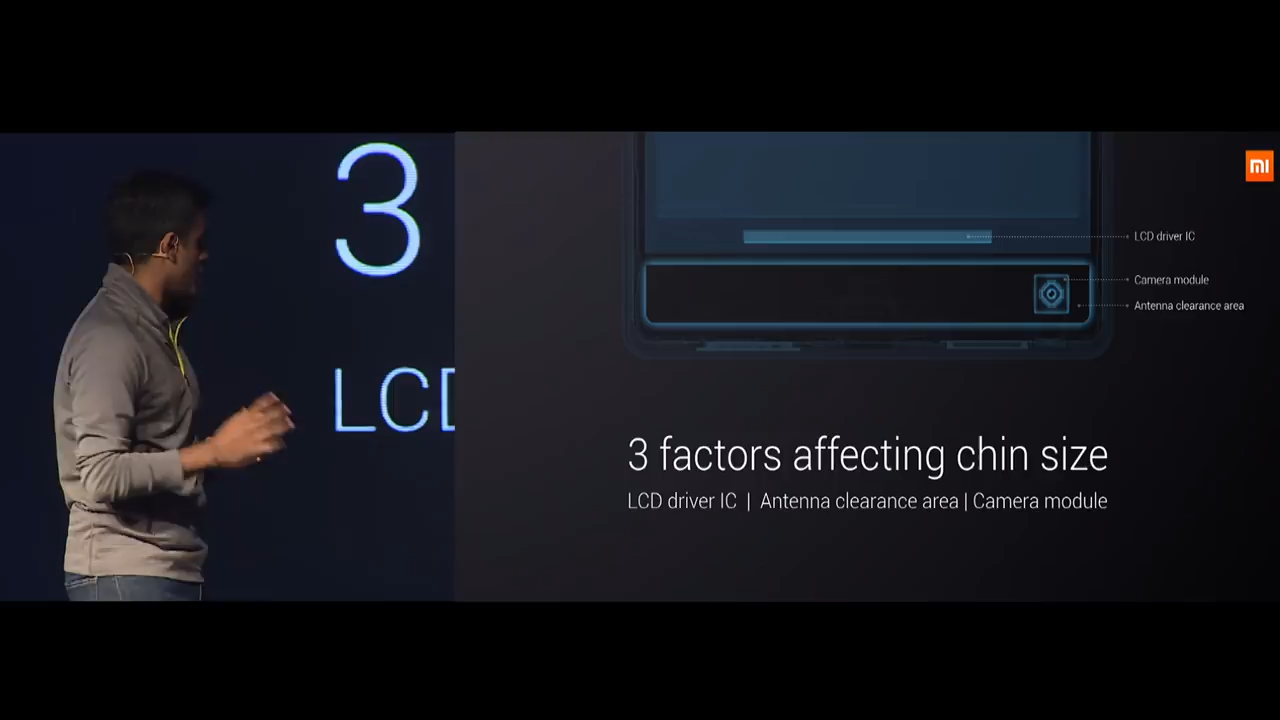 3
LCD
mi
LCD driver IC
Camera module
Antenna clearance area
3 factors affecting chin size
LCD driver IC | Antenna clearance area | Camera module